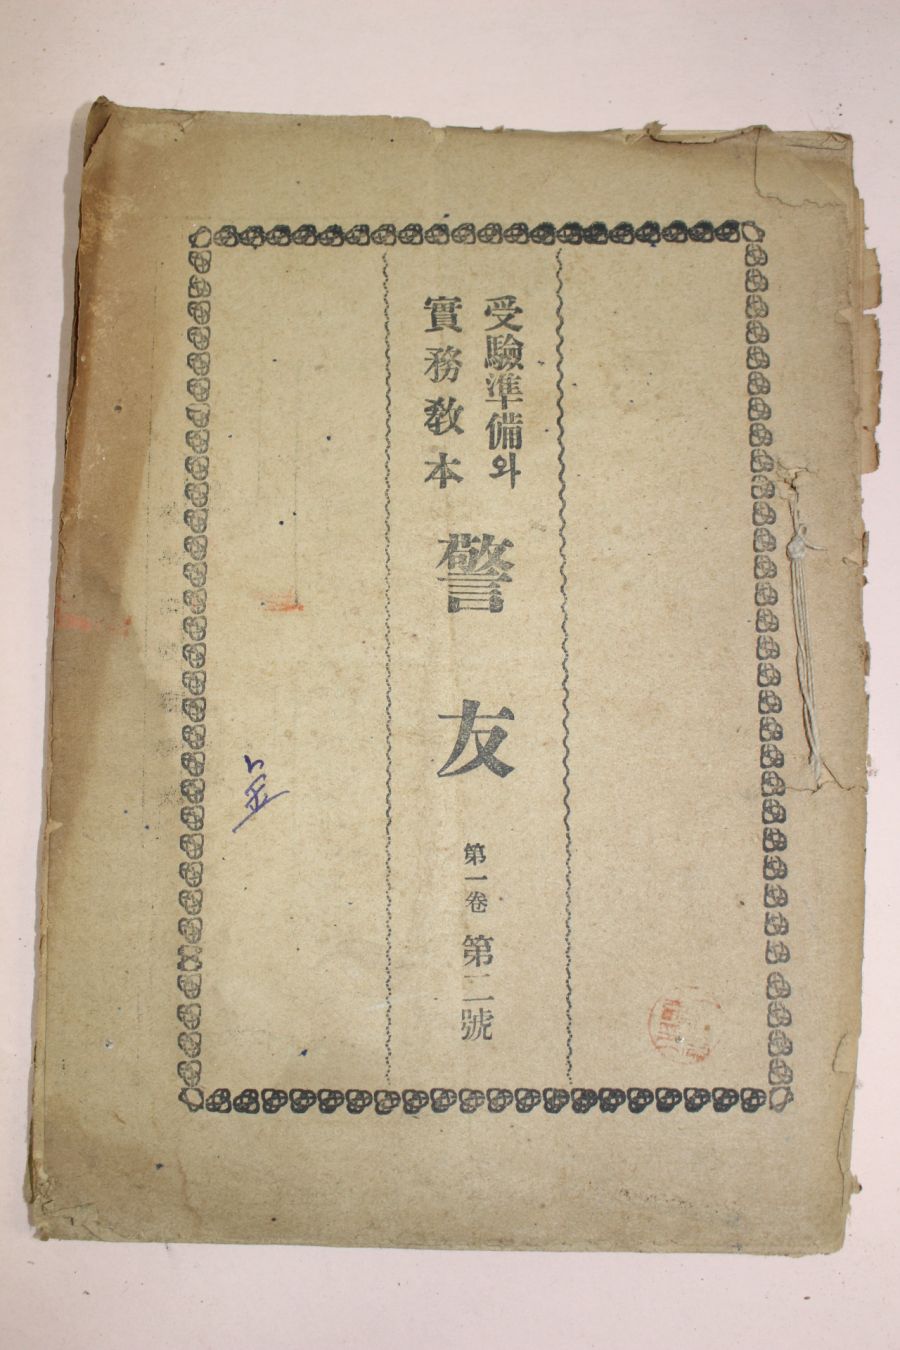 受驗準備와
實務敎本
警友
第一卷 第二號